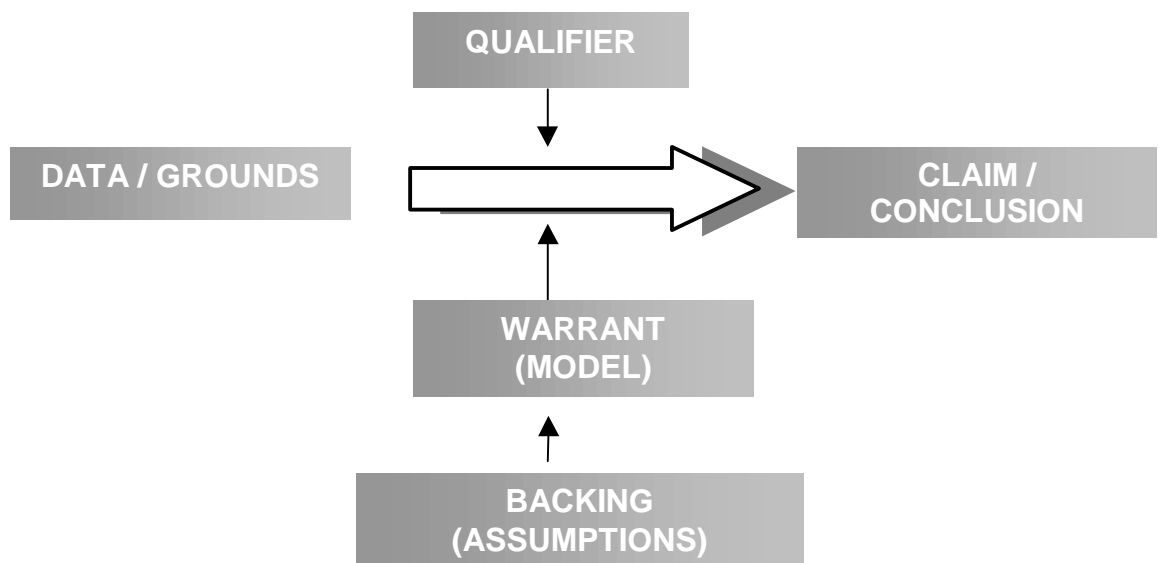 QUALIFIER
DATA / GROUNDS
CLAIM /
CONCLUSION
WARRANT
(MODEL)
BACKING
(ASSUMPTIONS)